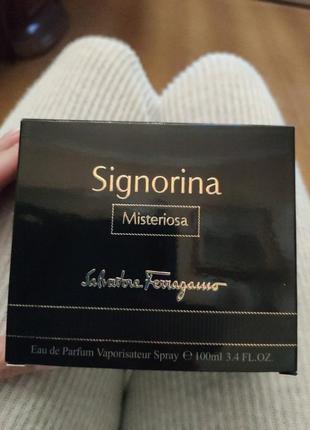 Signorina
Misteriosa
Salvatore Ferragamo
Eau de Parfum Vaporisateur Spray ℮ 100ml 3.4 FL.OZ.